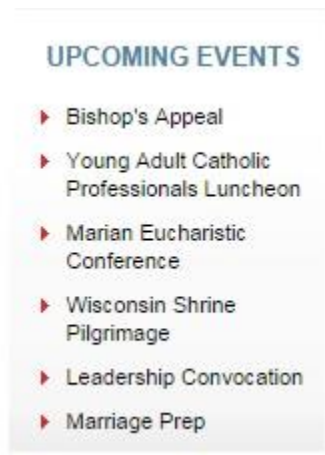 UPCOMING EVENTS
Bishop's Appeal
Young Adult Catholic
Professionals Luncheon
Marian Eucharistic
Conference
Wisconsin Shrine
Pilgrimage
Leadership Convocation
Marriage Prep